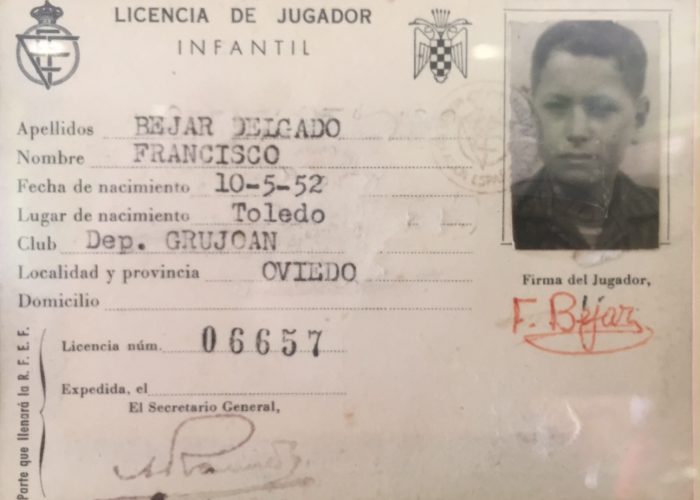 LICENCIA DE JUGADOR
INFANTIL
Apellidos BEJAR DELGADO
Nombre FRANCISCO
Fecha de nacimiento 10-5-52
Lugar de nacimiento Toledo
Club Dep. GRUJOAN
Localidad y provincia OVIEDO
Domicilio
Firma del Jugador,
F. Béjar
Licencia núm. 06657
Expedida, el
El Secretario General,
Parte que llenará la R. F. E. F.